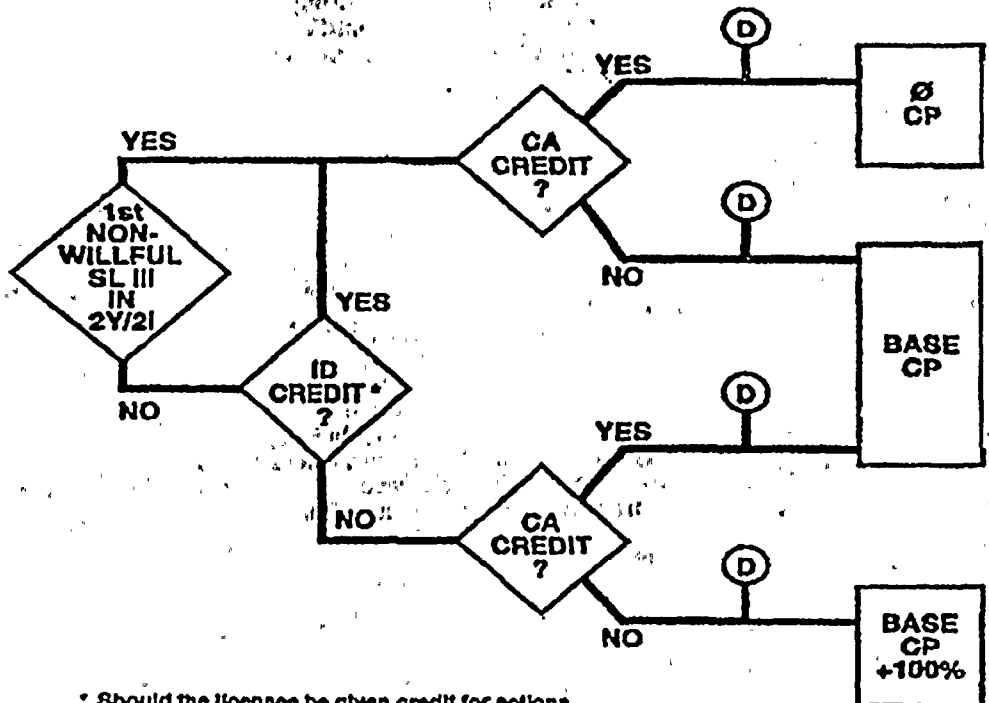 YES
1st
NON-
WILLFUL
SL III
IN
2Y/2I
NO
YES
ID
CREDIT *
?
NO
CA
CREDIT
?
YES
D
Ø
CP
NO
D
BASE
CP
CA
CREDIT
?
YES
D
NO
D
BASE
CP
+100%
* Should the licensee be given credit for actions